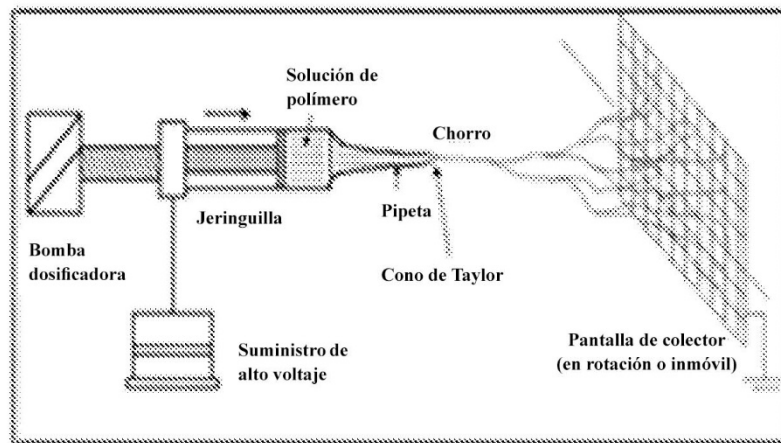 Solución de
polímero
Chorro
Jeringuilla
Pipeta
Bomba
dosificadora
Cono de Taylor
Suministro de
alto voltaje
Pantalla de colector
(en rotación o inmóvil)